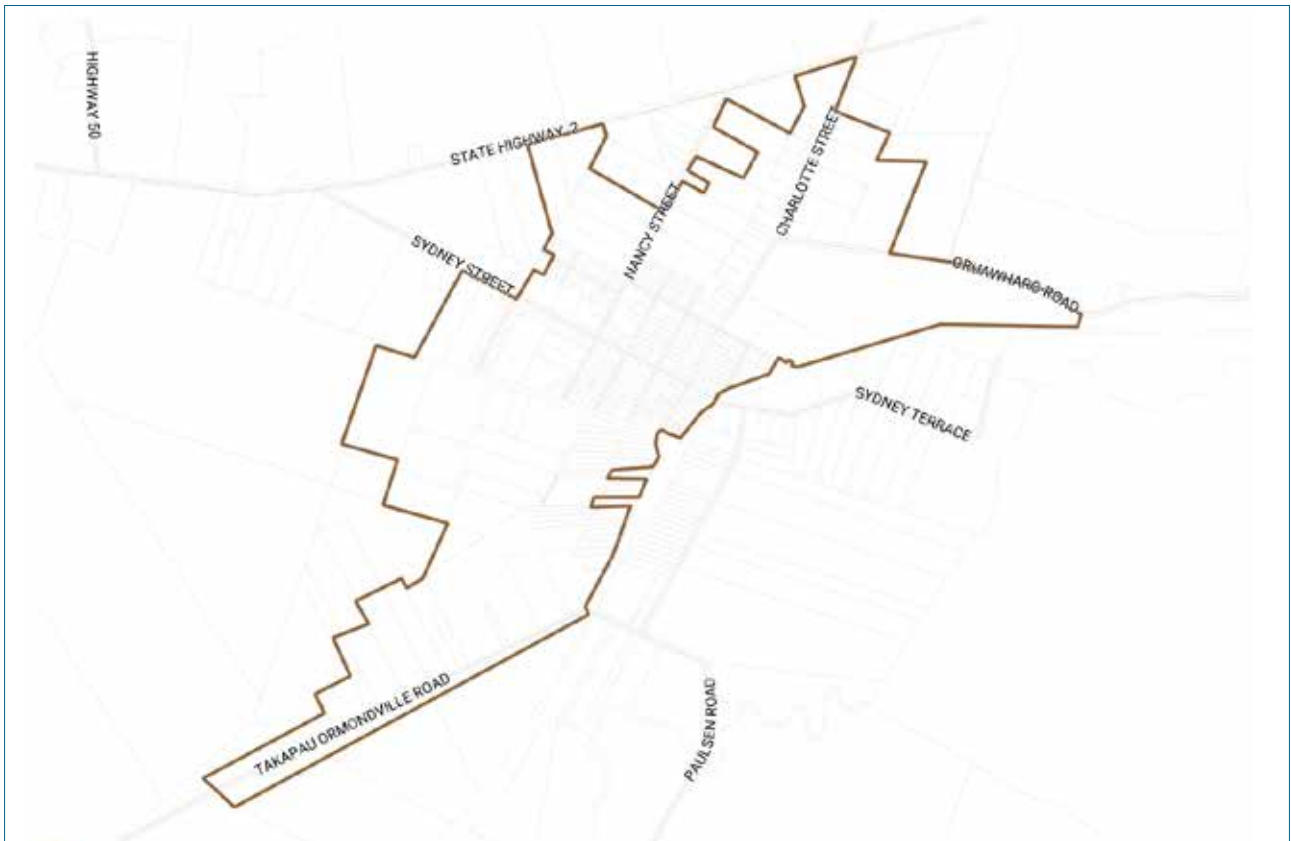 HIGHWAY 50
STATE HIGHWAY 2
CHARLOTTE STREET
NANCY STREET
SYDNEY STREET
ORUAWHARO ROAD
SYDNEY TERRACE
TAKAPAU ORMONDVILLE ROAD
PAULSEN ROAD